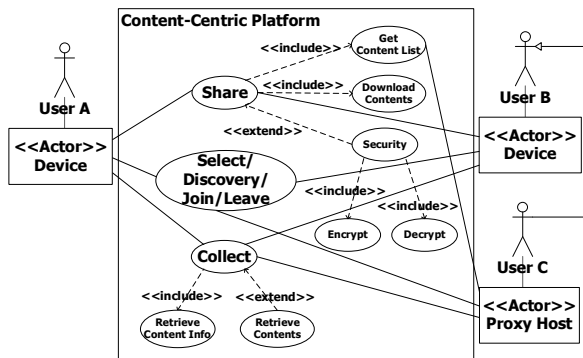 Content-Centric Platform
Get
Content List
<<include>>
User A
Share
<<include>>
Download
Contents
User B
<<extend>>
<<Actor>>
Device
Security
<<Actor>>
Device
Select/
Discovery/
Join/Leave
<<include>>
<<include>>
Encrypt
Decrypt
Collect
User C
<<include>>
<<extend>>
<<Actor>>
Proxy Host
Retrieve
Content Info
Retrieve
Contents